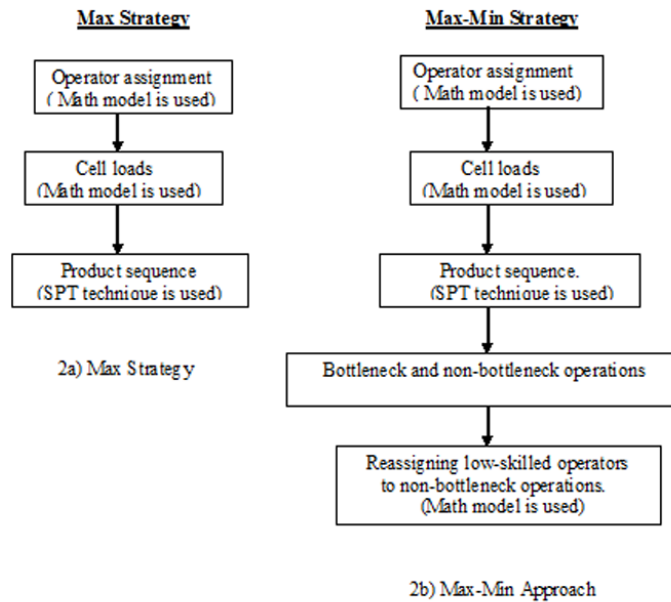 Max Strategy
Operator assignment
( Math model is used)
Cell loads
(Math model is used)
Product sequence
(SPT technique is used)
2a) Max Strategy
Max-Min Strategy
Operator assignment
( Math model is used)
Cell loads
(Math model is used)
Product sequence.
(SPT technique is used)
Bottleneck and non-bottleneck operations
Reassigning low-skilled operators
to non-bottleneck operations.
(Math model is used)
2b) Max-Min Approach